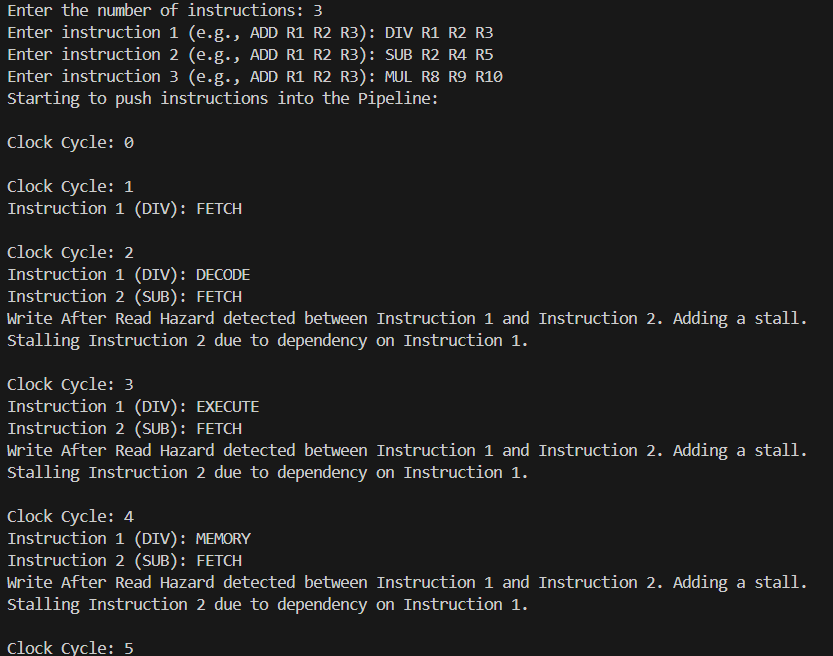 Enter the number of instructions: 3
Enter instruction 1 (e.g., ADD R1 R2 R3): DIV R1 R2 R3
Enter instruction 2 (e.g., ADD R1 R2 R3): SUB R2 R4 R5
Enter instruction 3 (e.g., ADD R1 R2 R3): MUL R8 R9 R10
Starting to push instructions into the Pipeline:
Clock Cycle: 0
Clock Cycle: 1
Instruction 1 (DIV): FETCH
Clock Cycle: 2
Instruction 1 (DIV): DECODE
Instruction 2 (SUB): FETCH
Write After Read Hazard detected between Instruction 1 and Instruction 2. Adding a stall.
Stalling Instruction 2 due to dependency on Instruction 1.
Clock Cycle: 3
Instruction 1 (DIV): EXECUTE
Instruction 2 (SUB): FETCH
Write After Read Hazard detected between Instruction 1 and Instruction 2. Adding a stall.
Stalling Instruction 2 due to dependency on Instruction 1.
Clock Cycle: 4
Instruction 1 (DIV): MEMORY
Instruction 2 (SUB): FETCH
Write After Read Hazard detected between Instruction 1 and Instruction 2. Adding a stall.
Stalling Instruction 2 due to dependency on Instruction 1.
Clock Cycle: 5